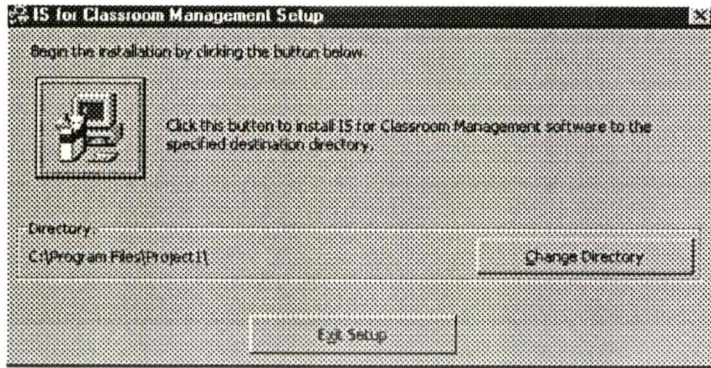 IS for Classroom Management Setup
Begin the installation by clicking the button below.
Click this button to install IS for Classroom Management software to the
specified destination directory.
Directory:
C:\Program Files\Project1\
Change Directory
Exit Setup